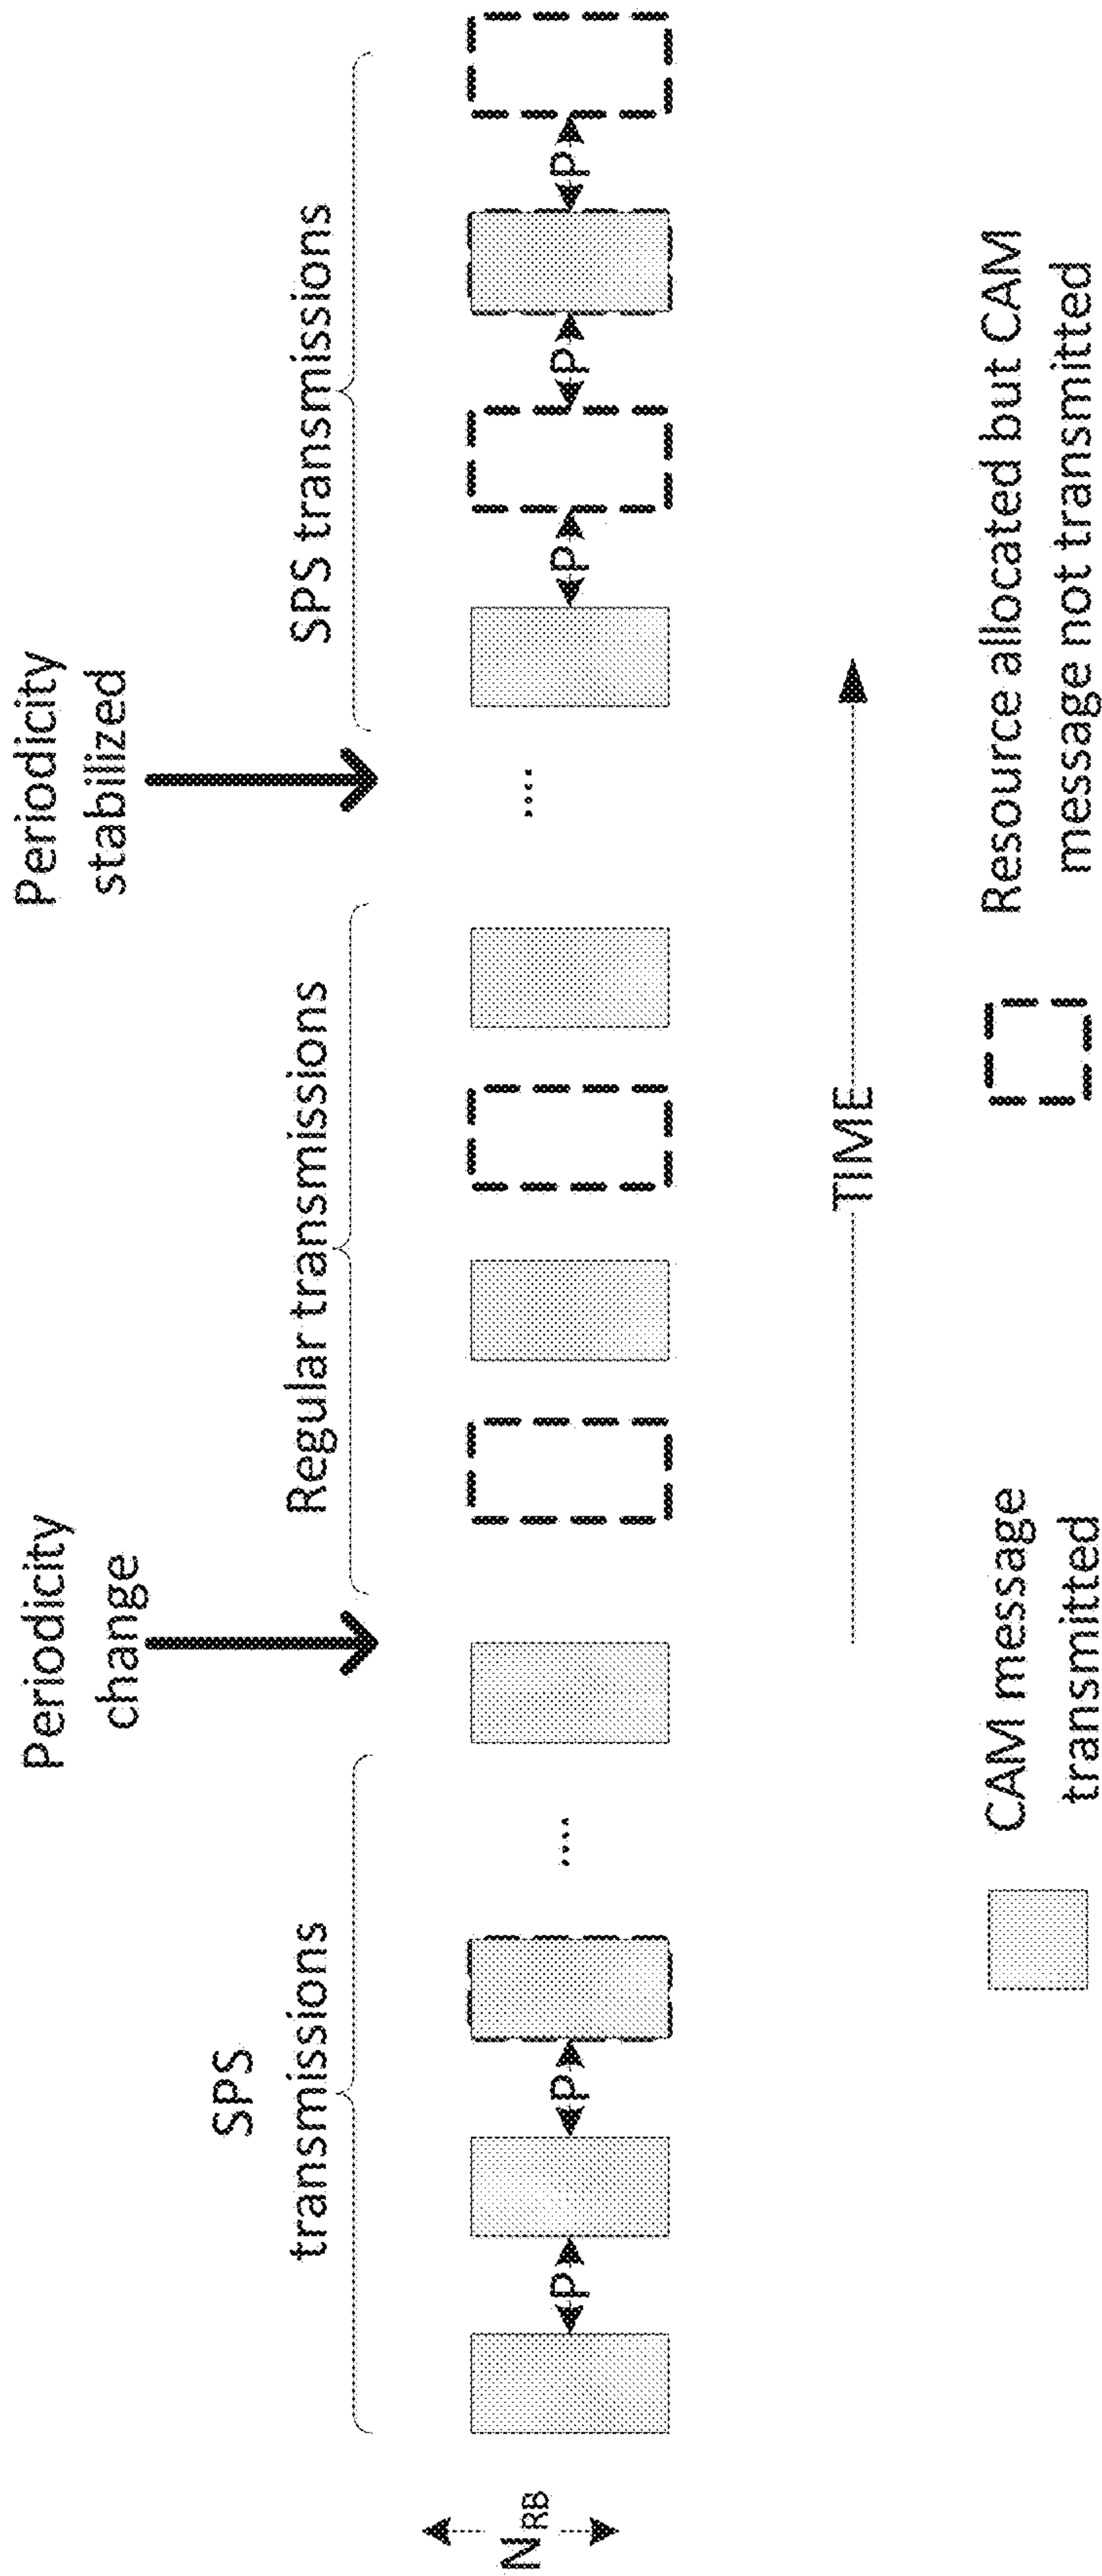 Periodicity
change
Periodicity
stabilized
SPS
transmissions
Regular transmissions
SPS transmissions
N_RB
P
P
....
....
P
P
P
TIME
CAM message
transmitted
Resource allocated but CAM
message not transmitted